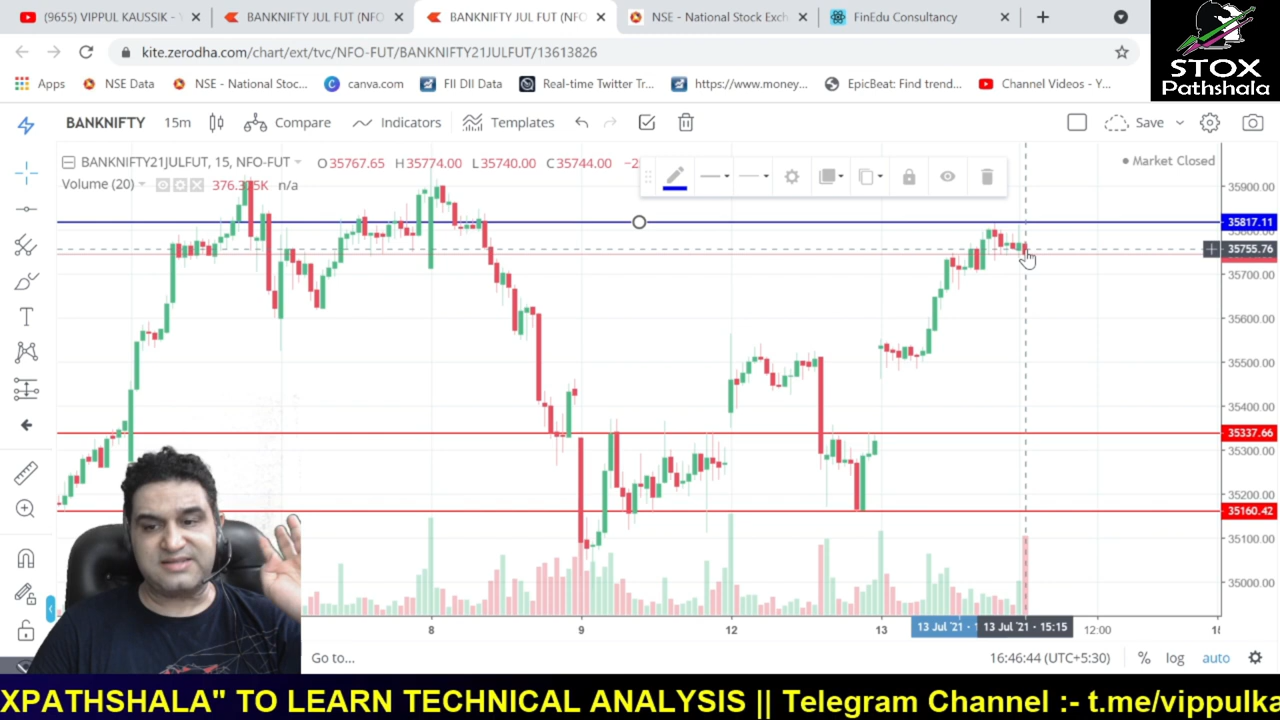 (9655) VIPPUL KAUSSIK -
BANKNIFTY JUL FUT (NFO
BANKNIFTY JUL FUT (NFO
NSE - National Stock Exch
FinEdu Consultancy
kite.zerodha.com/chart/ext/tvc/NFO-FUT/BANKNIFTY21JULFUT/13613826
STOX
Pathshala
Apps
NSE Data
NSE - National Stoc...
canva.com
FII DII Data
Real-time Twitter Tr...
https://www.money...
EpicBeat: Find trend...
Channel Videos - Y...
BANKNIFTY
15m
Compare
Indicators
Templates
Save
BANKNIFTY21JULFUT, 15, NFO-FUT
O35767.65 H35774.00 L35740.00 C35744.00
Market Closed
Volume (20)
n/a
35900.00
35817.11
35755.76
35700.00
35600.00
35500.00
35400.00
35337.66
35300.00
35200.00
35160.42
35100.00
35000.00
8
9
12
13
13 Jul '21
13 Jul '21 - 15:15
12:00
Go to...
16:46:44 (UTC+5:30)
%
log
auto
XPATHSHALA" TO LEARN TECHNICAL ANALYSIS || Telegram Channel :- t.me/vippulka